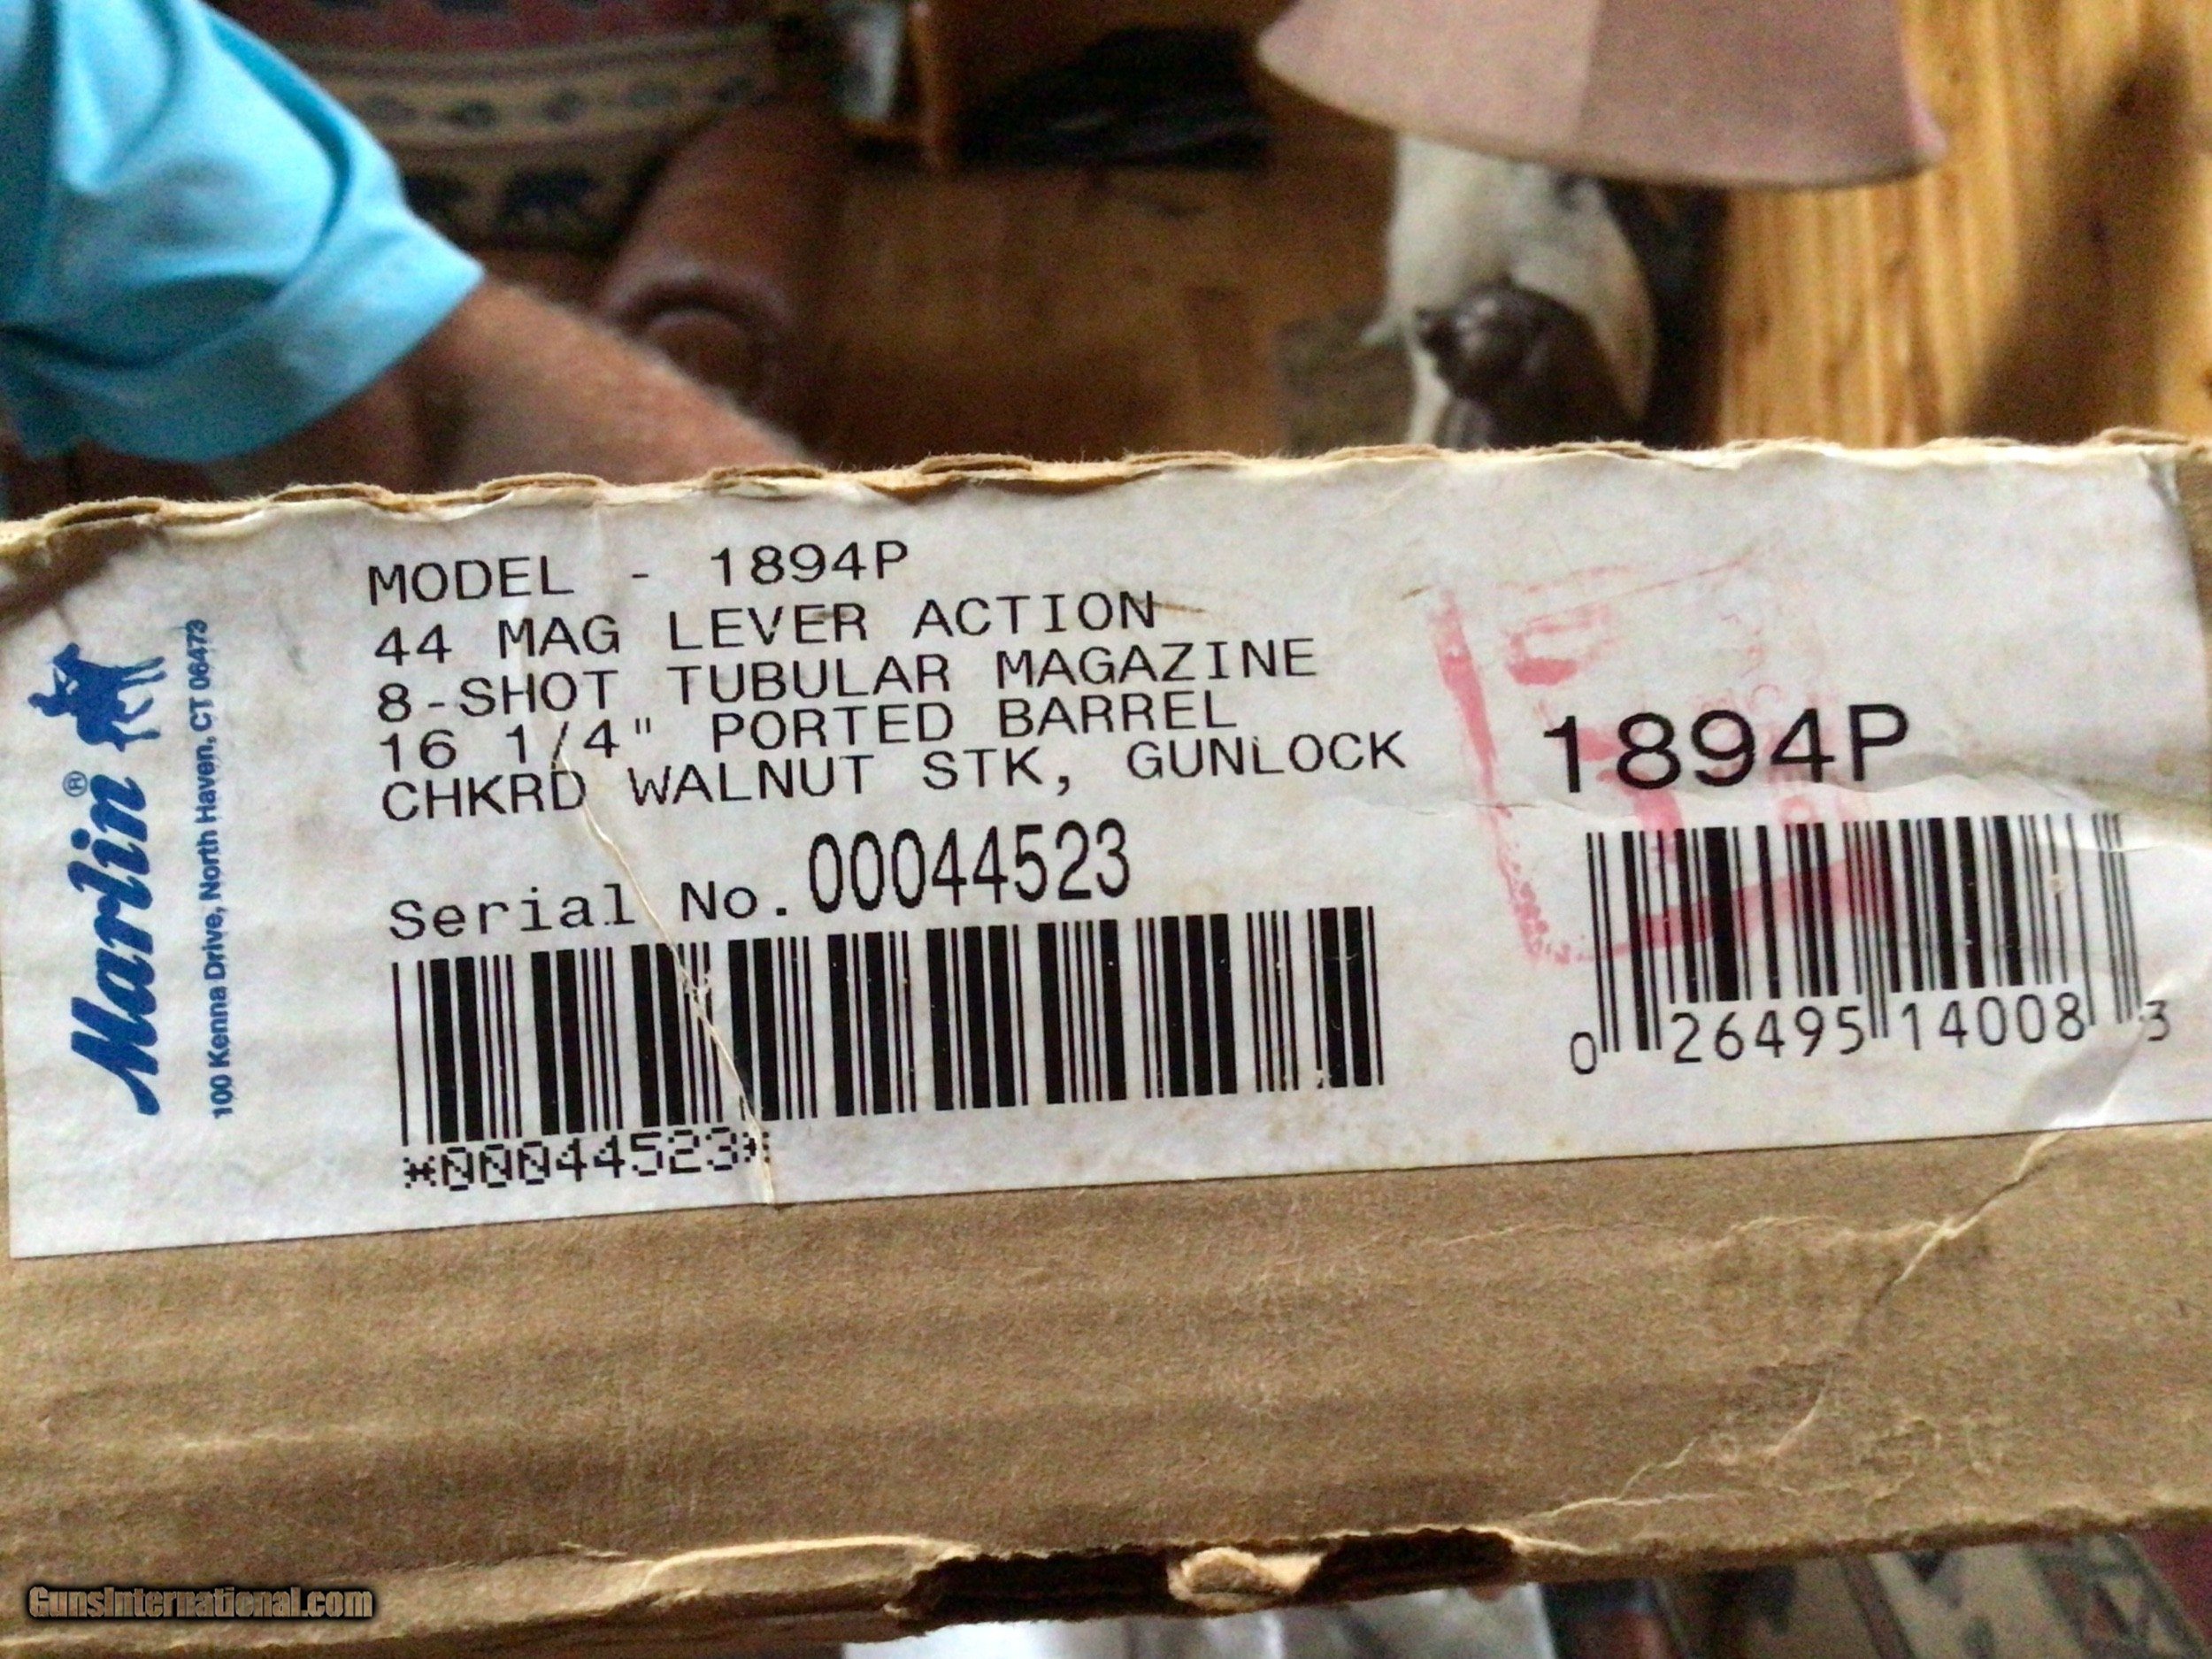 MODEL - 1894P
44 MAG LEVER ACTION
8-SHOT TUBULAR MAGAZINE
16 1/4" PORTED BARREL
CHKRD WALNUT STK, GUNLOCK
Serial No. 00044523
*00044523*
Marlin®
100 Kenna Drive, North Haven, CT 06473
1894P
0 26495 14008 3
GunsInternational.com